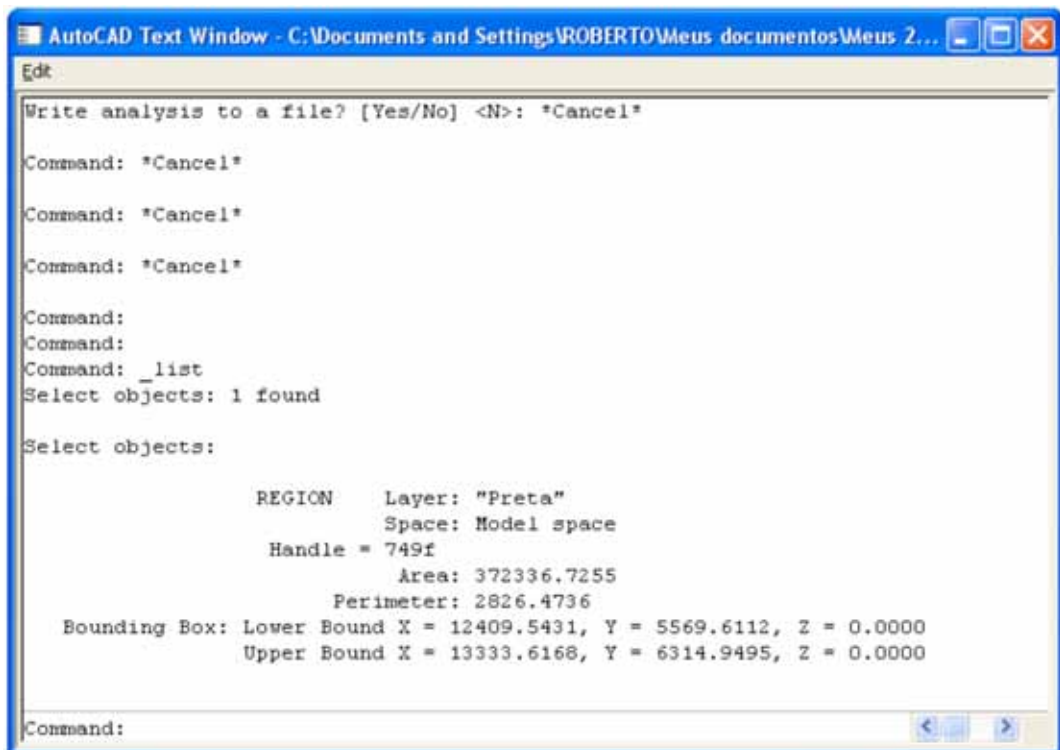 AutoCAD Text Window - C:\Documents and Settings\ROBERTO\Meus documentos\Meus 2...
Edit
Write analysis to a file? [Yes/No] <N>: *Cancel*
Command: *Cancel*
Command: *Cancel*
Command: *Cancel*
Command:
Command:
Command: _list
Select objects: 1 found
Select objects:
REGION Layer: "Preta"
Space: Model space
Handle = 749f
Area: 372336.7255
Perimeter: 2826.4736
Bounding Box: Lower Bound X = 12409.5431, Y = 5569.6112, Z = 0.0000
Upper Bound X = 13333.6168, Y = 6314.9495, Z = 0.0000
Command: